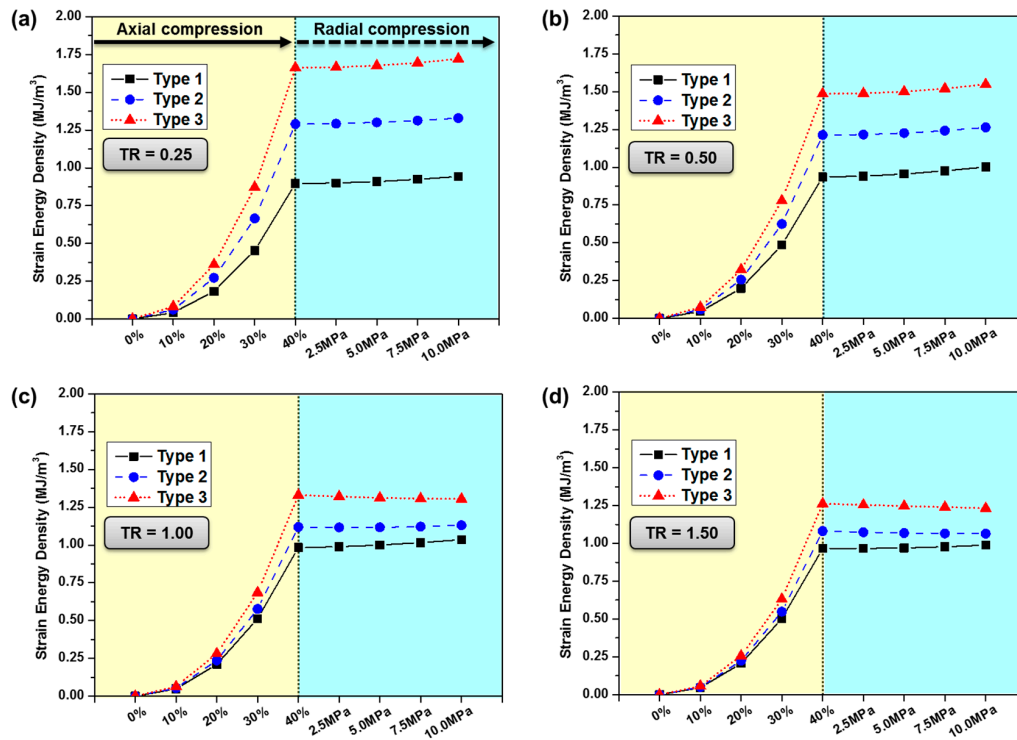 (a)
Strain Energy Density (MJ/m³)
2.00
1.75
1.50
1.25
1.00
0.75
0.50
0.25
0.00
Axial compression
Radial compression
Type 1
Type 2
Type 3
TR = 0.25
0% 10% 20% 30% 40% 2.5MPa 5.0MPa 7.5MPa 10.0MPa
(b)
Strain Energy Density (MJ/m³)
2.00
1.75
1.50
1.25
1.00
0.75
0.50
0.25
0.00
Type 1
Type 2
Type 3
TR = 0.50
0% 10% 20% 30% 40% 2.5MPa 5.0MPa 7.5MPa 10.0MPa
(c)
Strain Energy Density (MJ/m³)
2.00
1.75
1.50
1.25
1.00
0.75
0.50
0.25
0.00
Type 1
Type 2
Type 3
TR = 1.00
0% 10% 20% 30% 40% 2.5MPa 5.0MPa 7.5MPa 10.0MPa
(d)
Strain Energy Density (MJ/m³)
2.00
1.75
1.50
1.25
1.00
0.75
0.50
0.25
0.00
Type 1
Type 2
Type 3
TR = 1.50
0% 10% 20% 30% 40% 2.5MPa 5.0MPa 7.5MPa 10.0MPa